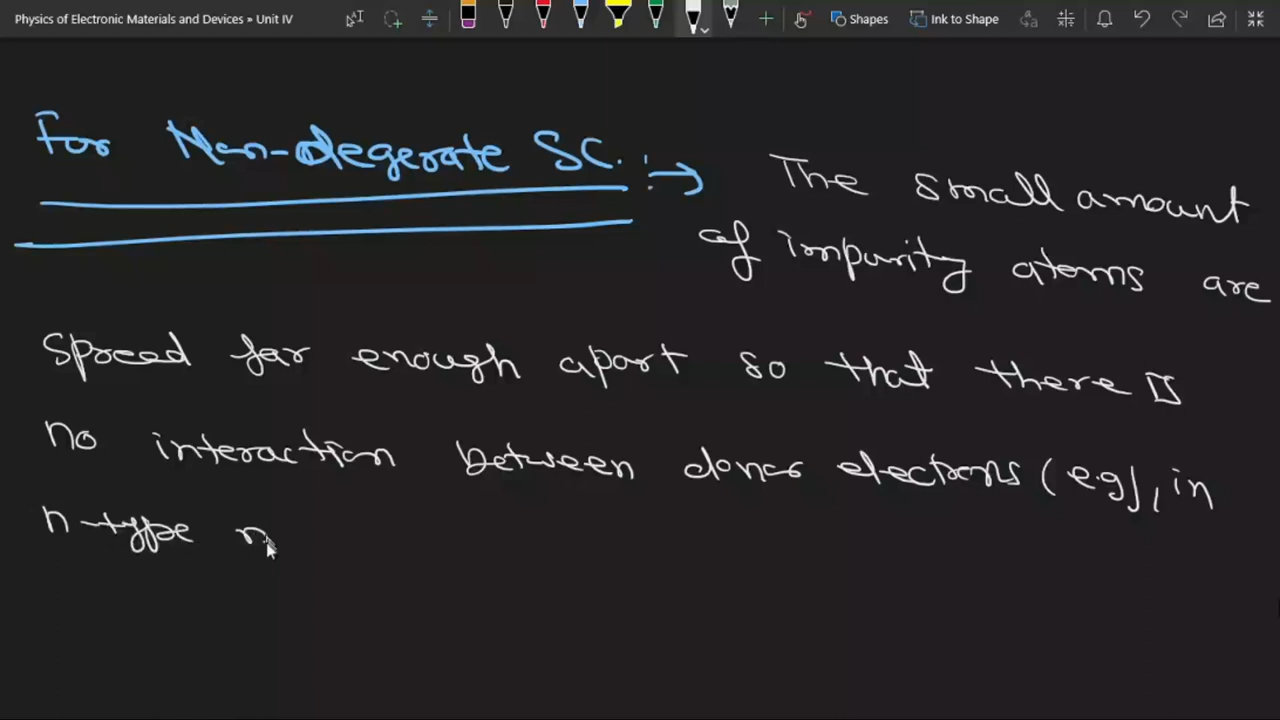 Physics of Electronic Materials and Devices » Unit IV
Shapes
Ink to Shape
For Non-degerate SC. :→ The small amount
of impurity atoms are
spread far enough apart so that there is
no interaction between donor electrons (e.g), in
n-type n